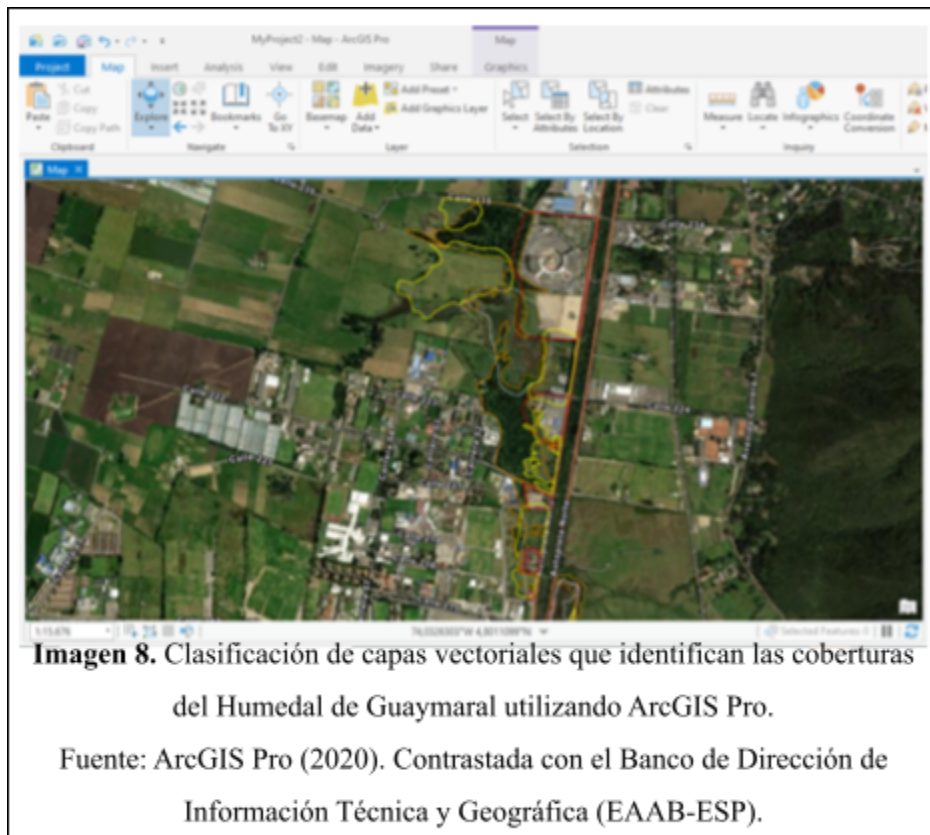 MyProject2 - Map - ArcGIS Pro
Map
Project Map Insert Analysis View Edit Imagery Share Graphics
Cut
Copy
Copy Path
Paste
Explore
Bookmarks
Go To XY
Basemap
Add Data
Add Preset
Add Graphics Layer
Select
Select By Attributes
Select By Location
Attributes
Clear
Measure
Locate
Infographics
Coordinate Conversion
Clipboard
Navigate
Layer
Selection
Inquiry
Map
Selected Features: 0
Imagen 8. Clasificación de capas vectoriales que identifican las coberturas
del Humedal de Guaymaral utilizando ArcGIS Pro.
Fuente: ArcGIS Pro (2020). Contrastada con el Banco de Dirección de
Información Técnica y Geográfica (EAAB-ESP).